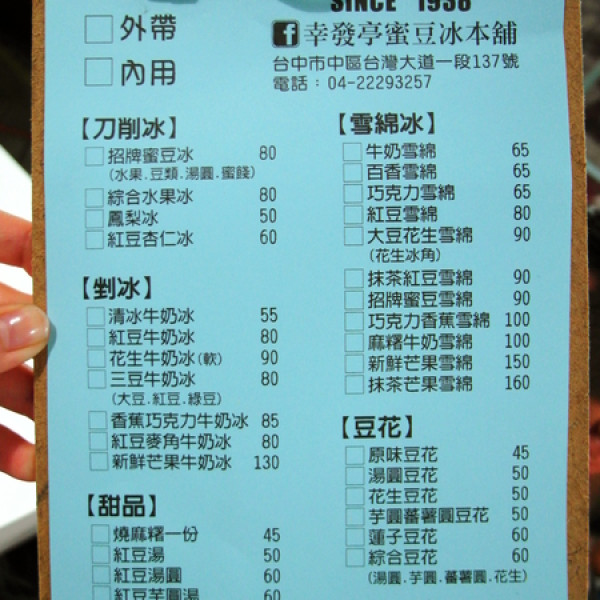 SINCE 1956
外帶
幸發亭蜜豆冰本舖
內用
台中市中區台灣大道一段137號
電話：04-22293257
【刀削冰】
招牌蜜豆冰 80
(水果.豆類.湯圓.蜜餞)
綜合水果冰 80
鳳梨冰 50
紅豆杏仁冰 60
【剉冰】
清冰牛奶冰 55
紅豆牛奶冰 80
花生牛奶冰(軟) 90
三豆牛奶冰 80
(大豆.紅豆.綠豆)
香蕉巧克力牛奶冰 85
紅豆麥角牛奶冰 80
新鮮芒果牛奶冰 130
【甜品】
燒麻糬一份 45
紅豆湯 50
紅豆湯圓 60
紅豆芋圓湯 60
【雪綿冰】
牛奶雪綿 65
百香雪綿 65
巧克力雪綿 65
紅豆雪綿 80
大豆花生雪綿 90
(花生冰角)
抹茶紅豆雪綿 90
招牌蜜豆雪綿 90
巧克力香蕉雪綿 100
麻糬牛奶雪綿 100
新鮮芒果雪綿 150
抹茶芒果雪綿 160
【豆花】
原味豆花 45
湯圓豆花 50
花生豆花 50
芋圓蕃薯圓豆花 50
蓮子豆花 60
綜合豆花 60
(湯圓.芋圓.蕃薯圓.花生)